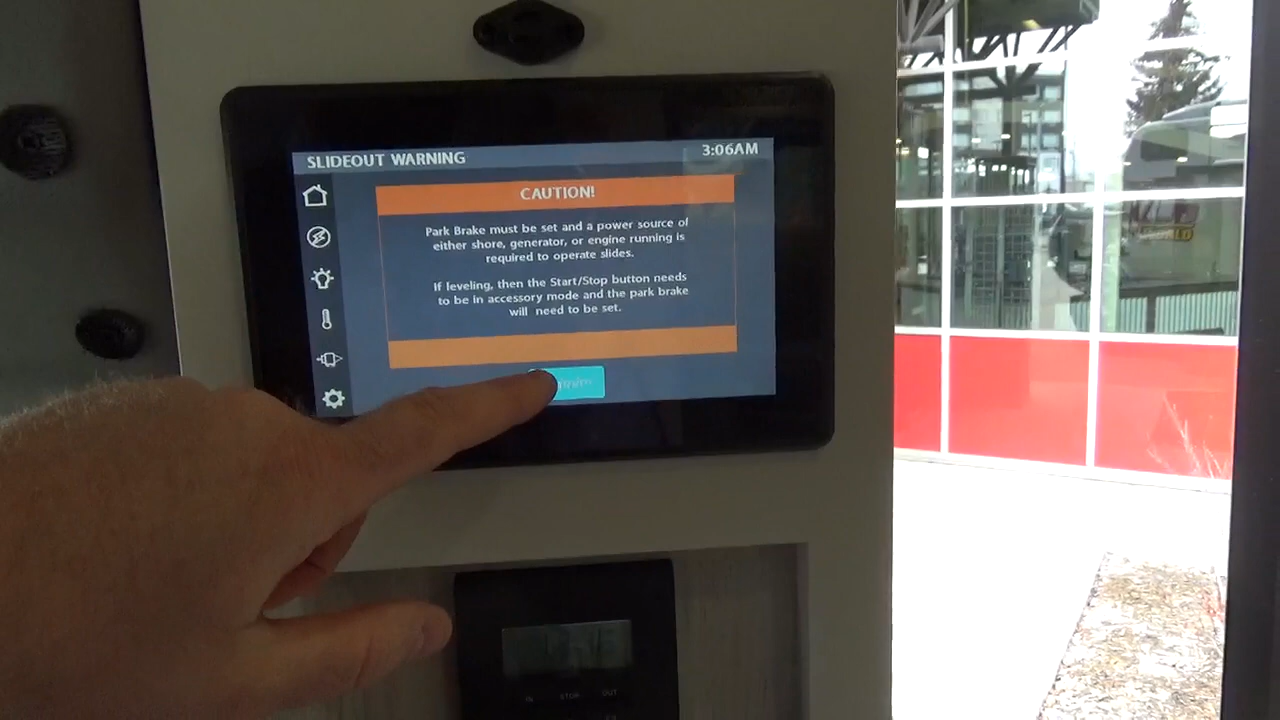 SLIDEOUT WARNING
3:06AM
CAUTION!
Park Brake must be set and a power source of
either shore, generator, or engine running is
required to operate slides.
If leveling, then the Start/Stop button needs
to be in accessory mode and the park brake
will need to be set.
OUT